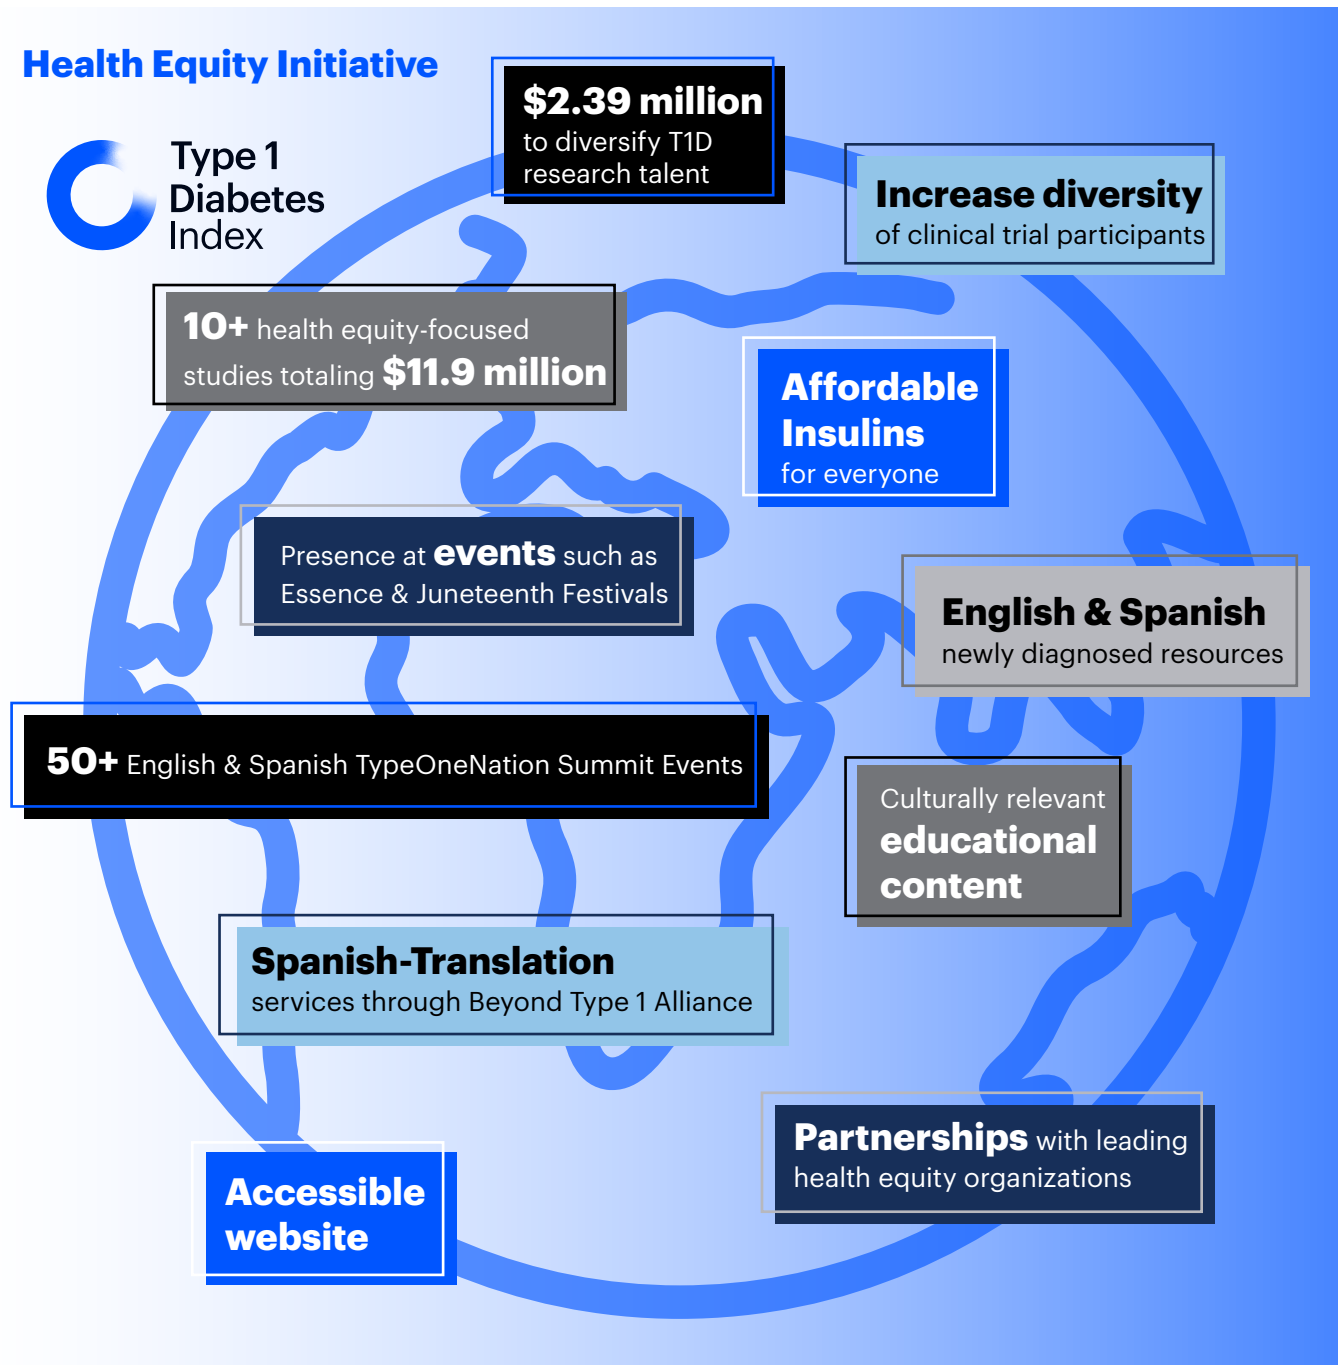 Health Equity Initiative
Type 1
Diabetes
Index
$2.39 million
to diversify T1D
research talent
Increase diversity
of clinical trial participants
10+ health equity-focused
studies totaling $11.9 million
Affordable
Insulins
for everyone
Presence at events such as
Essence & Juneteenth Festivals
English & Spanish
newly diagnosed resources
50+ English & Spanish TypeOneNation Summit Events
Culturally relevant
educational
content
Spanish-Translation
services through Beyond Type 1 Alliance
Partnerships with leading
health equity organizations
Accessible
website